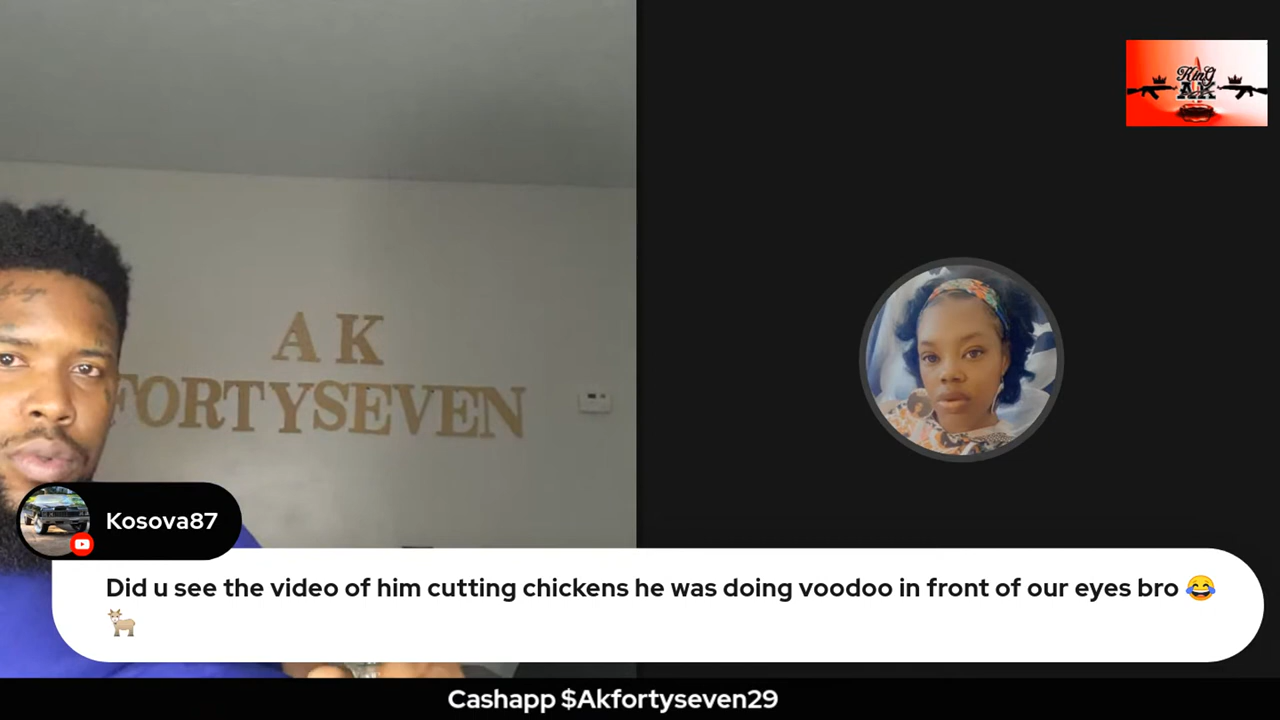 KinG
AK
A K
FORTYSEVEN
Kosova87
Did u see the video of him cutting chickens he was doing voodoo in front of our eyes bro 😂
🐐
Cashapp $Akfortyseven29